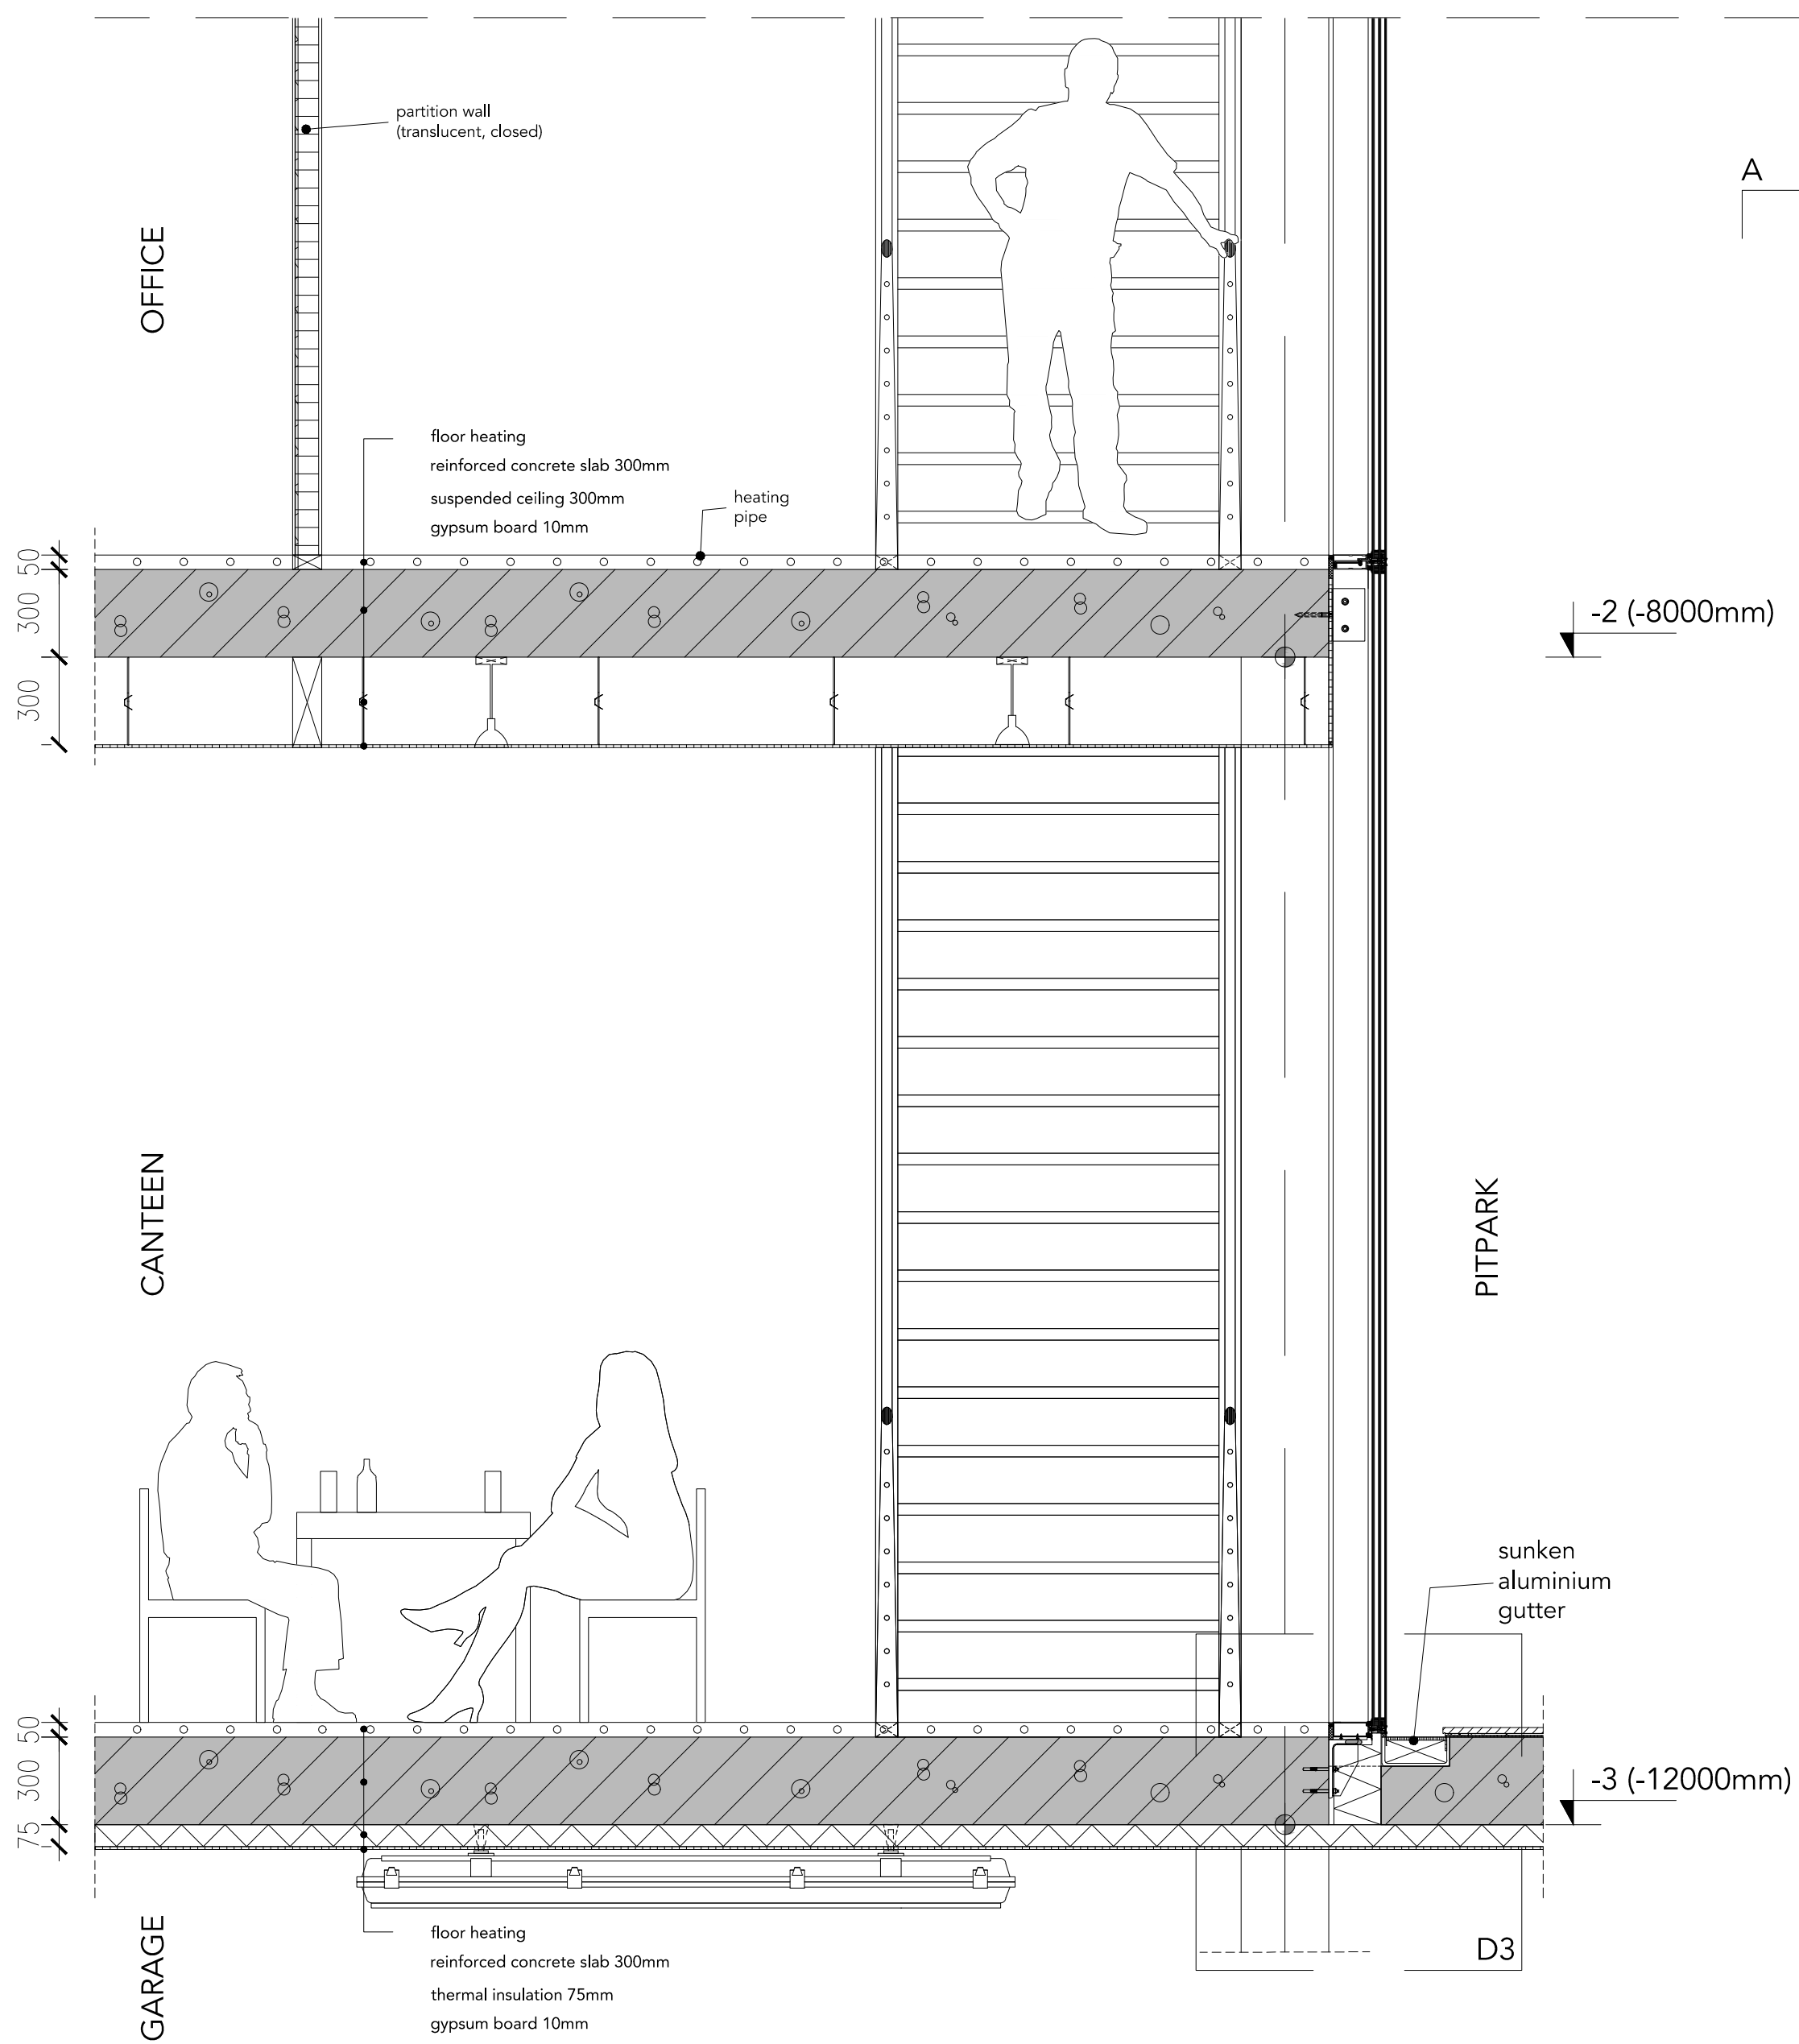 partition wall
(translucent, closed)
A
OFFICE
floor heating
reinforced concrete slab 300mm
suspended ceiling 300mm
gypsum board 10mm
heating
pipe
50
300
300
-2 (-8000mm)
CANTEEN
PITPARK
sunken
aluminium
gutter
50
300
75
-3 (-12000mm)
GARAGE
floor heating
reinforced concrete slab 300mm
thermal insulation 75mm
gypsum board 10mm
D3